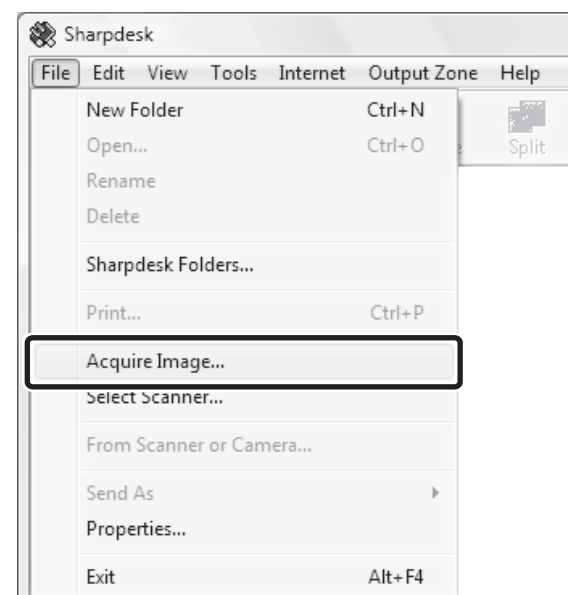 Sharpdesk
File Edit View Tools Internet Output Zone Help
New Folder Ctrl+N
Open... Ctrl+O
Split
Rename
Delete
Sharpdesk Folders...
Print... Ctrl+P
Acquire Image...
Select Scanner...
From Scanner or Camera...
Send As
Properties...
Exit Alt+F4